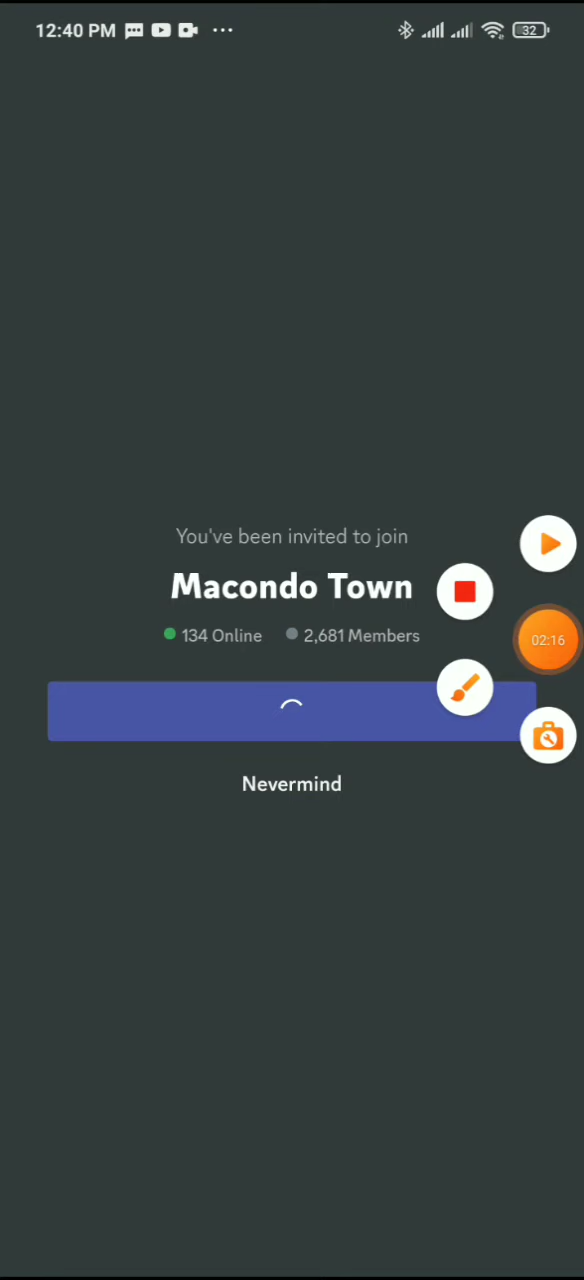 12:40 PM
32
You've been invited to join
Macondo Town
134 Online 2,681 Members
02:16
Nevermind